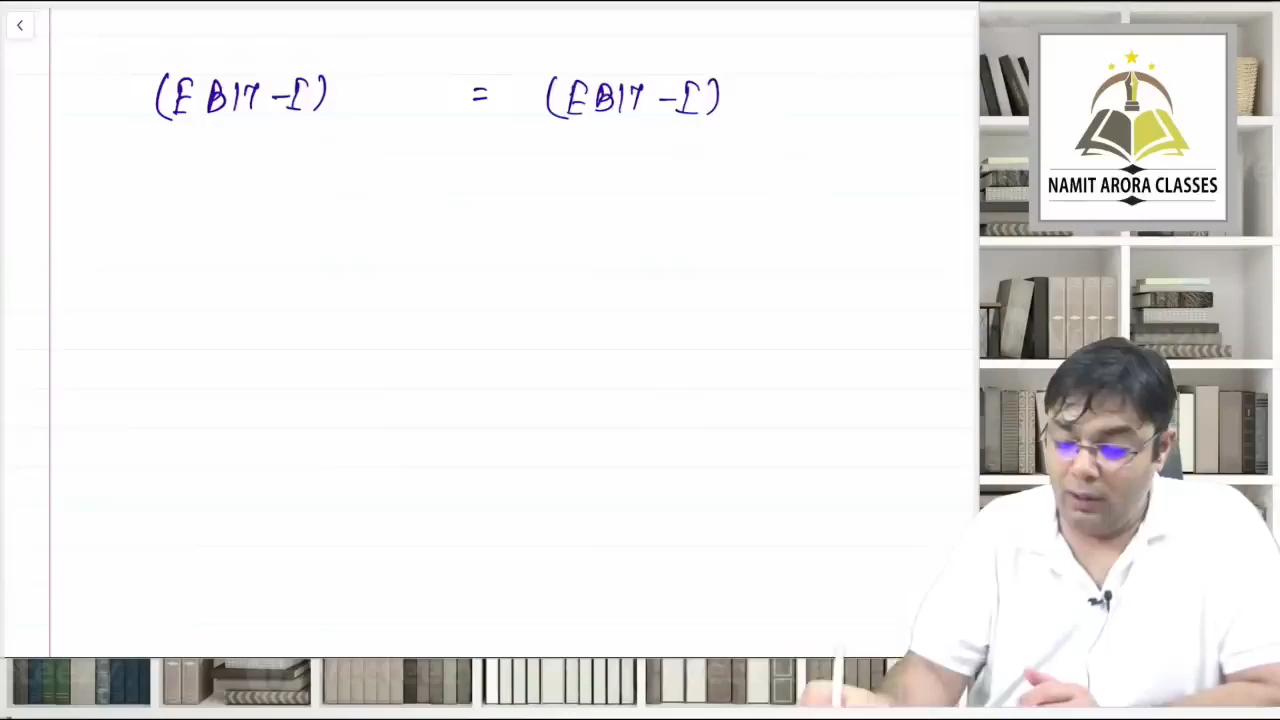 (EBIT-I) = (EBIT-I)
NAMIT ARORA CLASSES